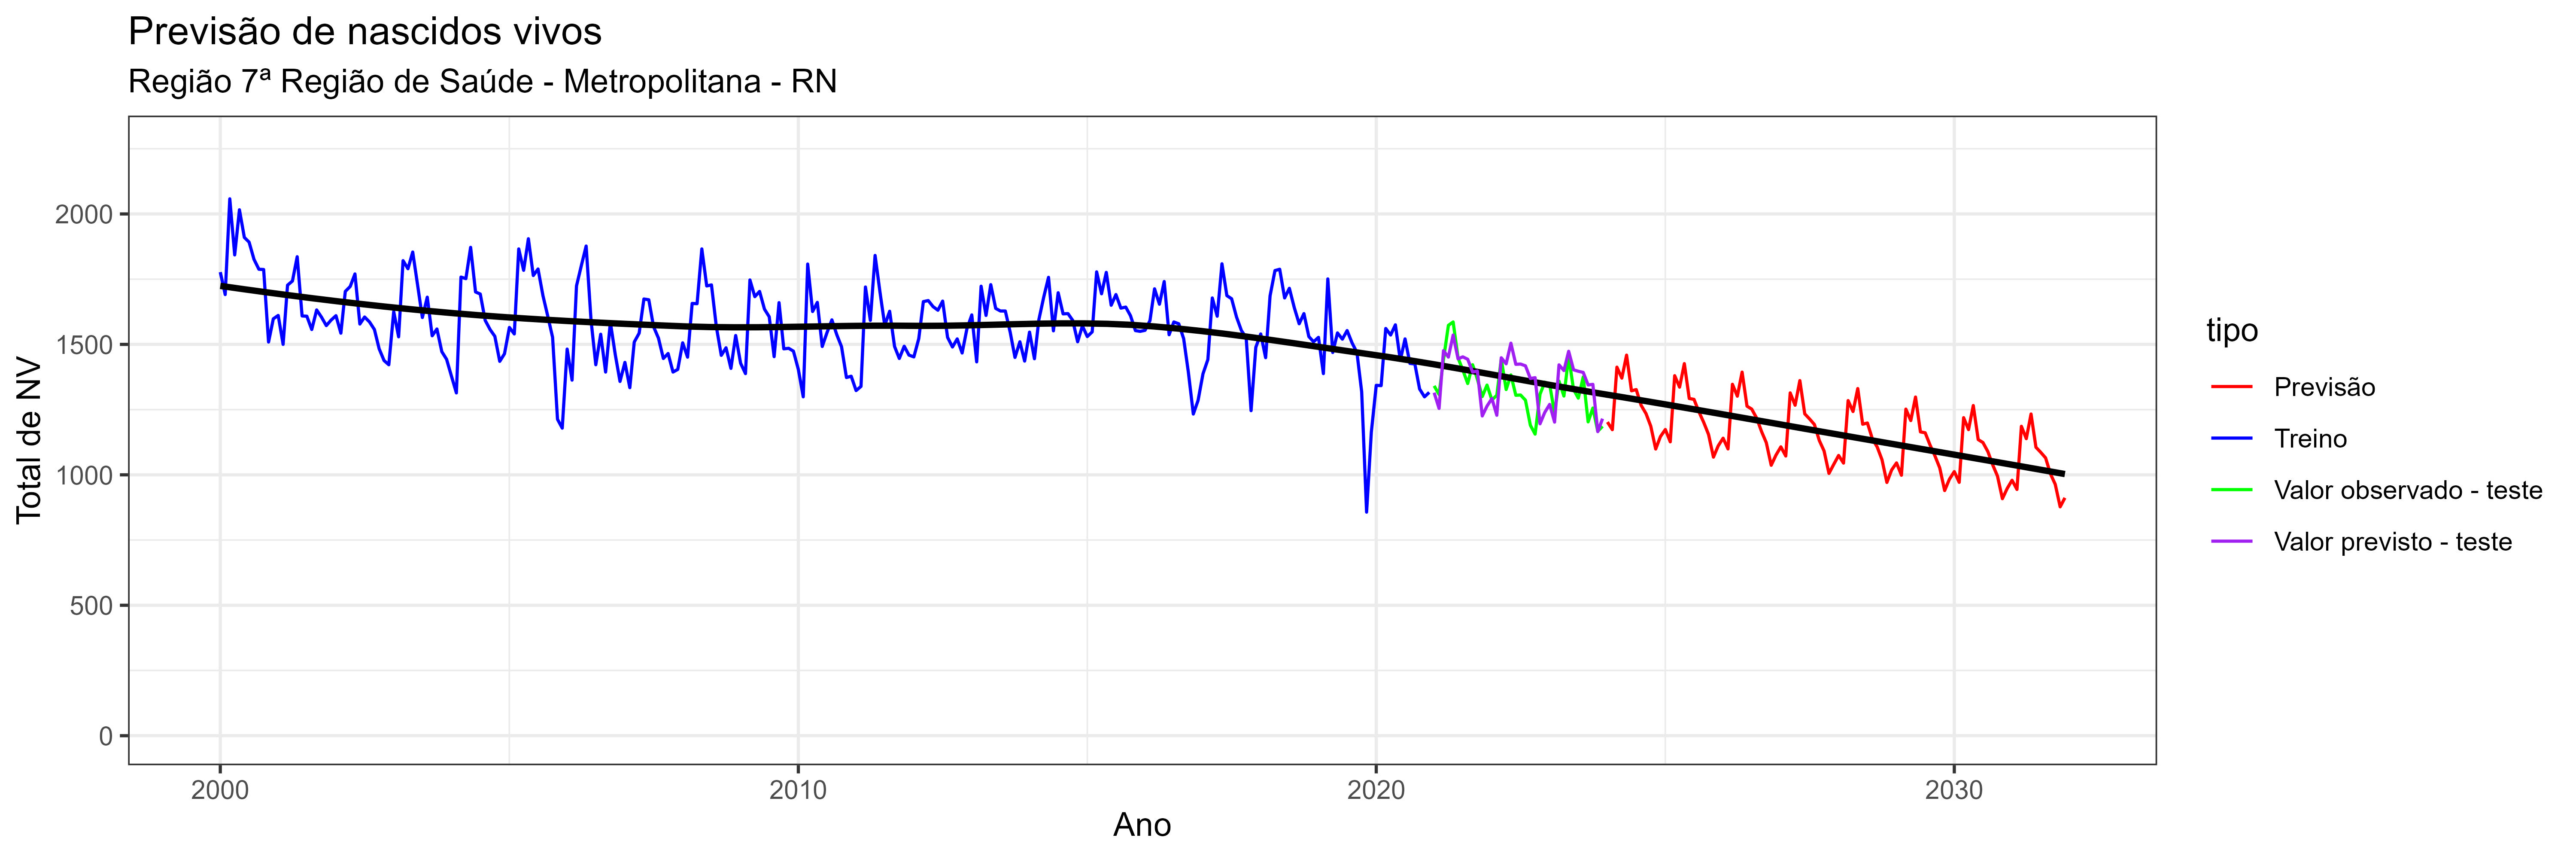 Previsão de nascidos vivos
Região 7ª Região de Saúde - Metropolitana - RN
Total de NV
2000
1500
1000
500
0
2000
2010
2020
2030
Ano
tipo
Previsão
Treino
Valor observado - teste
Valor previsto - teste